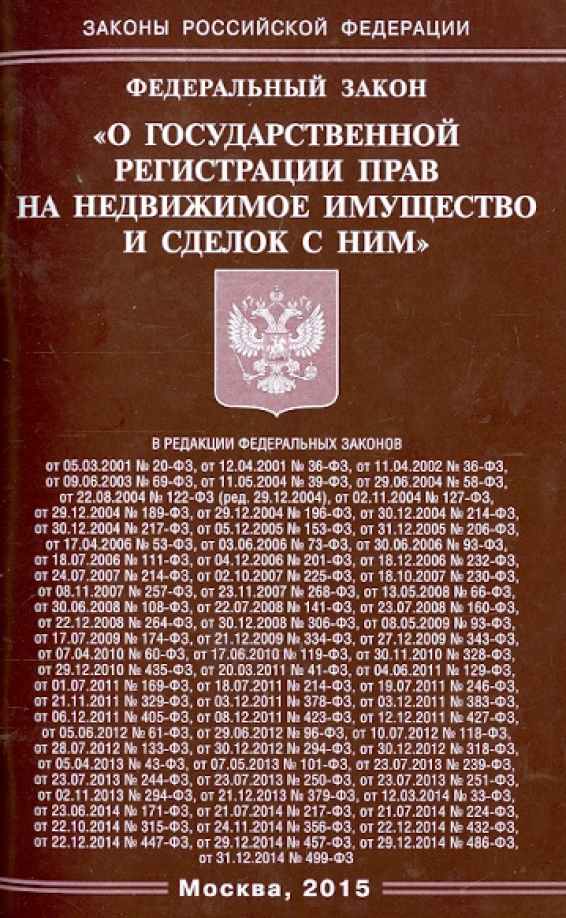 ЗАКОНЫ РОССИЙСКОЙ ФЕДЕРАЦИИ
ФЕДЕРАЛЬНЫЙ ЗАКОН
«О ГОСУДАРСТВЕННОЙ
РЕГИСТРАЦИИ ПРАВ
НА НЕДВИЖИМОЕ ИМУЩЕСТВО
И СДЕЛОК С НИМ»
В РЕДАКЦИИ ФЕДЕРАЛЬНЫХ ЗАКОНОВ
от 05.03.2001 № 20-ФЗ, от 12.04.2001 № 36-ФЗ, от 11.04.2002 № 36-ФЗ,
от 09.06.2003 № 69-ФЗ, от 11.05.2004 № 39-ФЗ, от 29.06.2004 № 58-ФЗ,
от 22.08.2004 № 122-ФЗ (ред. 29.12.2004), от 02.11.2004 № 127-ФЗ,
от 29.12.2004 № 189-ФЗ, от 29.12.2004 № 196-ФЗ, от 30.12.2004 № 214-ФЗ,
от 30.12.2004 № 217-ФЗ, от 05.12.2005 № 153-ФЗ, от 31.12.2005 № 206-ФЗ,
от 17.04.2006 № 53-ФЗ, от 03.06.2006 № 73-ФЗ, от 30.06.2006 № 93-ФЗ,
от 18.07.2006 № 111-ФЗ, от 04.12.2006 № 201-ФЗ, от 18.12.2006 № 232-ФЗ,
от 24.07.2007 № 214-ФЗ, от 02.10.2007 № 225-ФЗ, от 18.10.2007 № 230-ФЗ,
от 08.11.2007 № 257-ФЗ, от 23.11.2007 № 268-ФЗ, от 13.05.2008 № 66-ФЗ,
от 30.06.2008 № 108-ФЗ, от 22.07.2008 № 141-ФЗ, от 23.07.2008 № 160-ФЗ,
от 22.12.2008 № 264-ФЗ, от 30.12.2008 № 306-ФЗ, от 08.05.2009 № 93-ФЗ,
от 17.07.2009 № 174-ФЗ, от 21.12.2009 № 334-ФЗ, от 27.12.2009 № 343-ФЗ,
от 07.04.2010 № 60-ФЗ, от 17.06.2010 № 119-ФЗ, от 30.11.2010 № 328-ФЗ,
от 29.12.2010 № 435-ФЗ, от 20.03.2011 № 41-ФЗ, от 04.06.2011 № 129-ФЗ,
от 01.07.2011 № 169-ФЗ, от 18.07.2011 № 214-ФЗ, от 19.07.2011 № 246-ФЗ,
от 21.11.2011 № 329-ФЗ, от 03.12.2011 № 378-ФЗ, от 03.12.2011 № 383-ФЗ,
от 06.12.2011 № 405-ФЗ, от 08.12.2011 № 423-ФЗ, от 12.12.2011 № 427-ФЗ,
от 05.06.2012 № 61-ФЗ, от 29.06.2012 № 96-ФЗ, от 10.07.2012 № 118-ФЗ,
от 28.07.2012 № 133-ФЗ, от 30.12.2012 № 294-ФЗ, от 30.12.2012 № 318-ФЗ,
от 05.04.2013 № 43-ФЗ, от 07.05.2013 № 101-ФЗ, от 23.07.2013 № 239-ФЗ,
от 23.07.2013 № 244-ФЗ, от 23.07.2013 № 250-ФЗ, от 23.07.2013 № 251-ФЗ,
от 02.11.2013 № 294-ФЗ, от 21.12.2013 № 379-ФЗ, от 12.03.2014 № 33-ФЗ,
от 23.06.2014 № 171-ФЗ, от 21.07.2014 № 217-ФЗ, от 21.07.2014 № 224-ФЗ,
от 22.10.2014 № 315-ФЗ, от 24.11.2014 № 356-ФЗ, от 22.12.2014 № 432-ФЗ,
от 22.12.2014 № 447-ФЗ, от 29.12.2014 № 457-ФЗ, от 29.12.2014 № 486-ФЗ,
от 31.12.2014 № 499-ФЗ
Москва, 2015